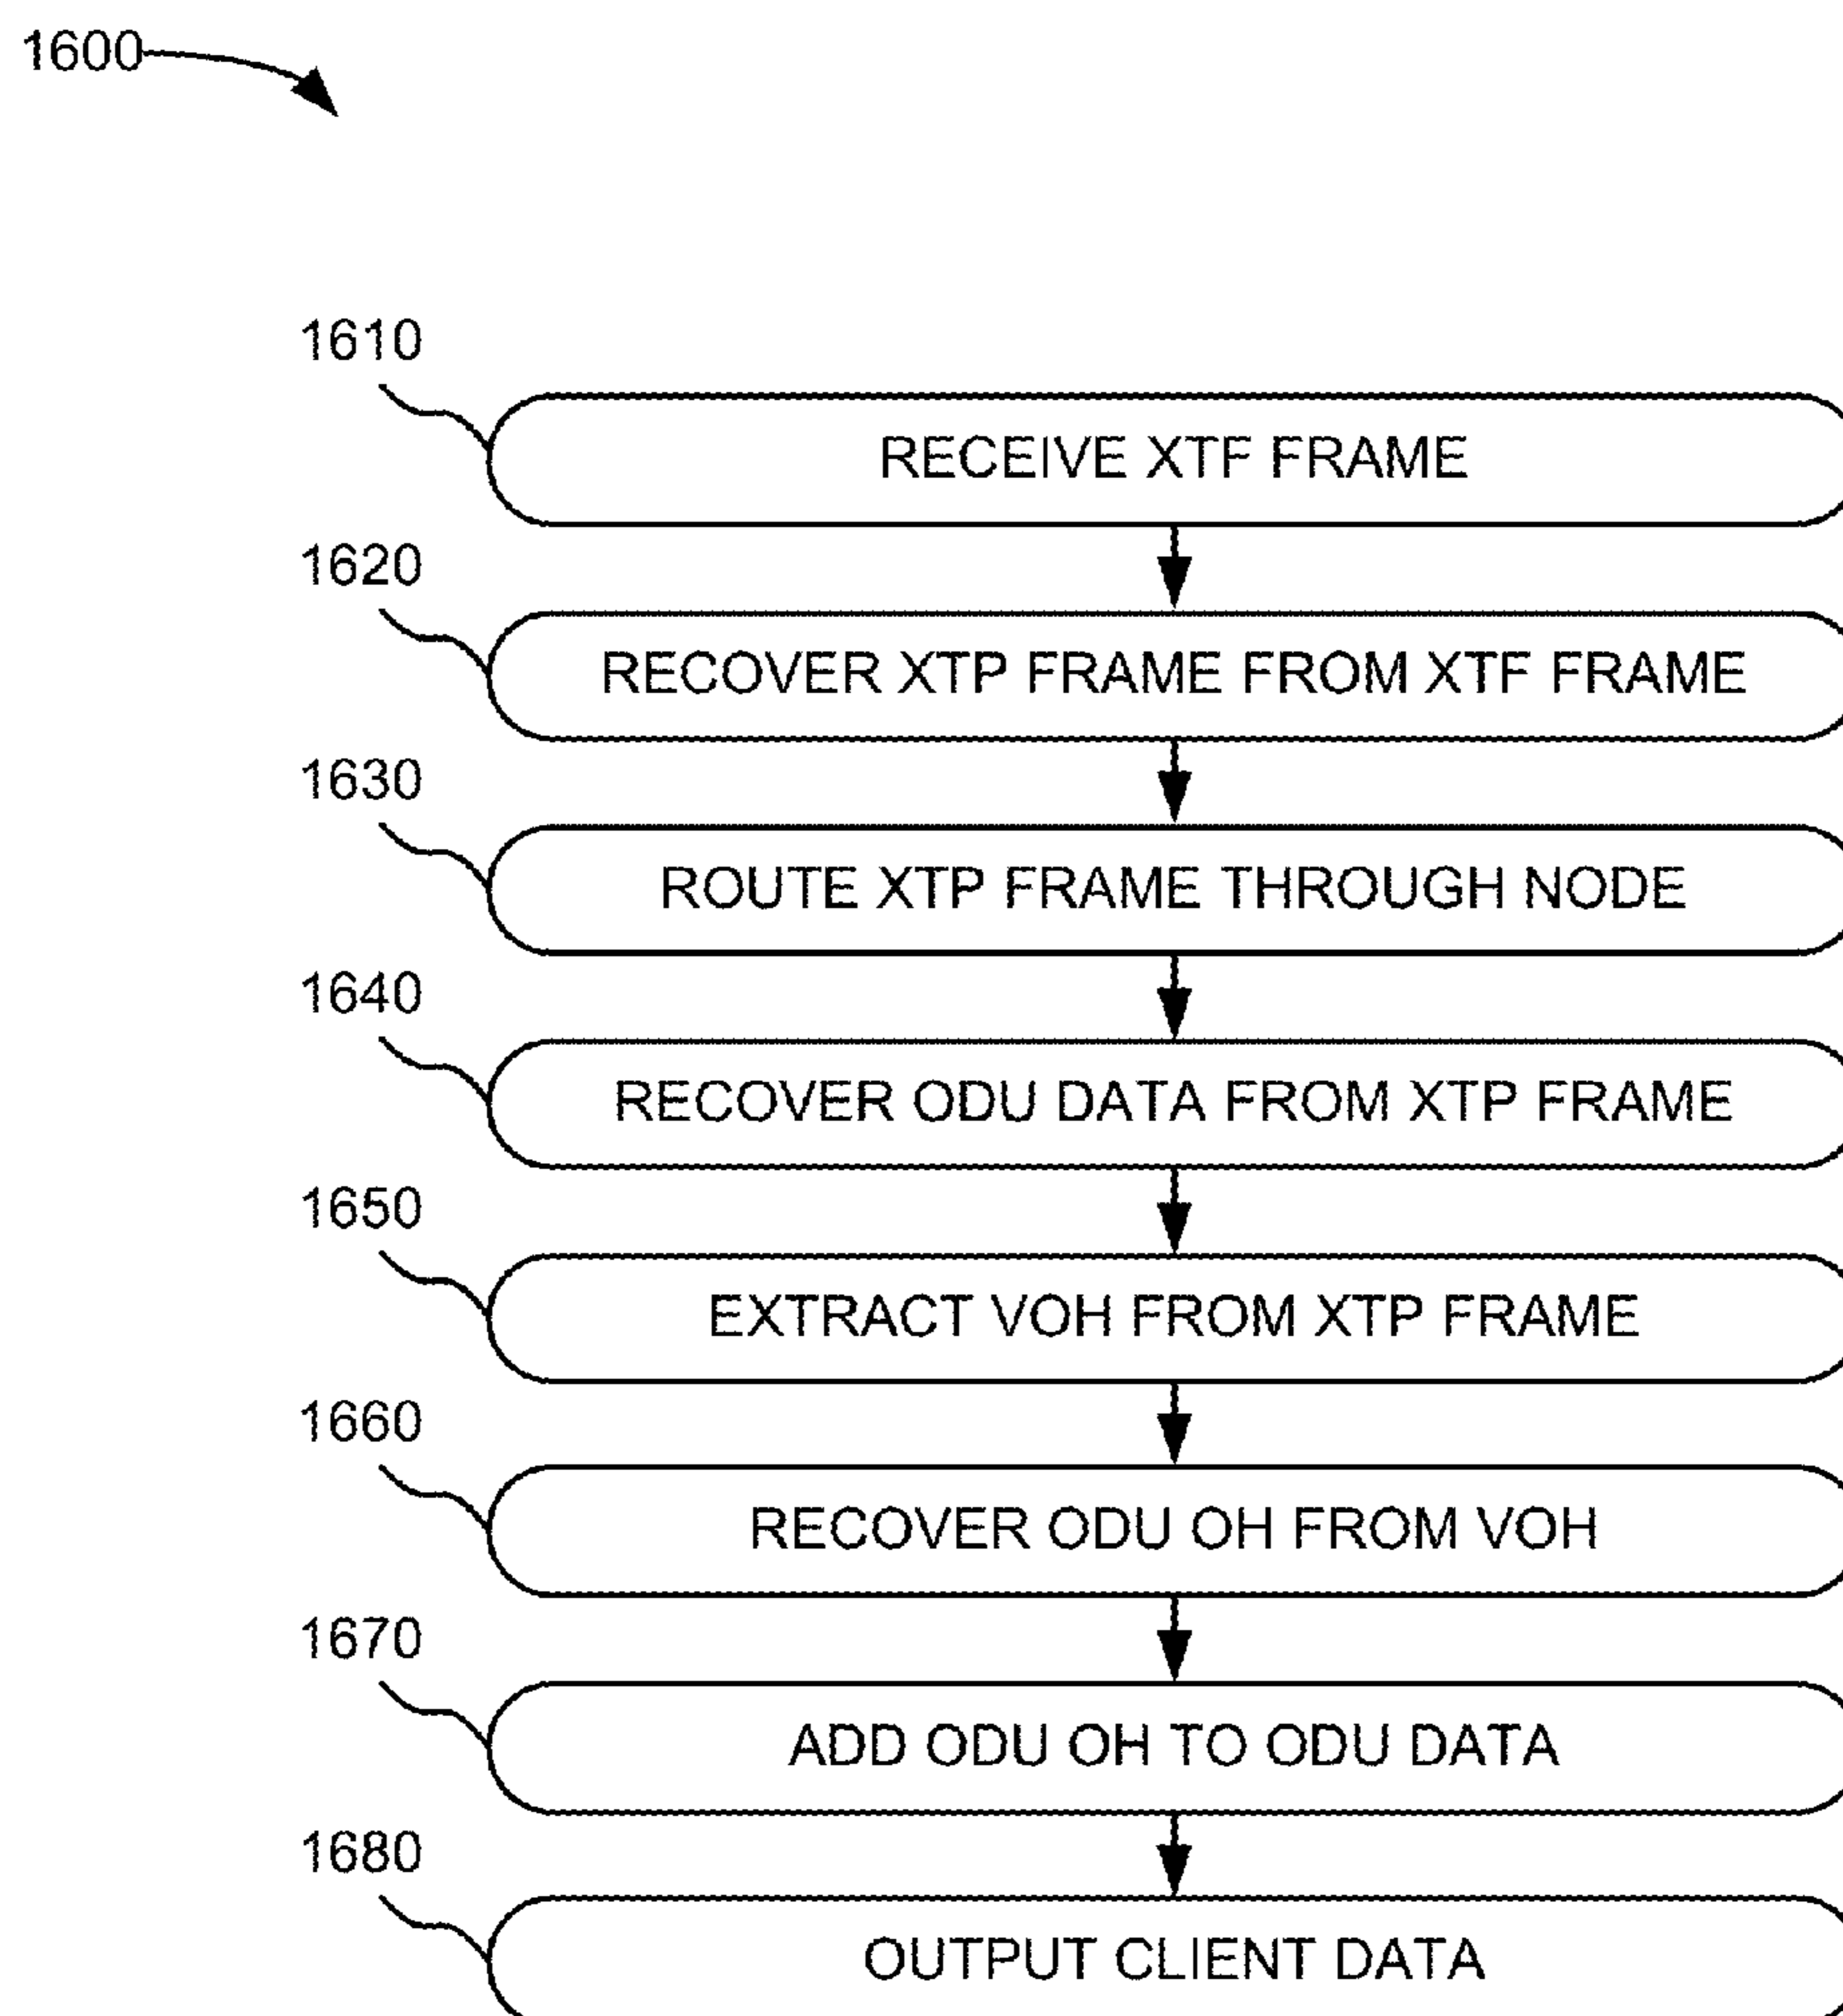 1600
1610
RECEIVE XTF FRAME
1620
RECOVER XTP FRAME FROM XTF FRAME
1630
ROUTE XTP FRAME THROUGH NODE
1640
RECOVER ODU DATA FROM XTP FRAME
1650
EXTRACT VOH FROM XTP FRAME
1660
RECOVER ODU OH FROM VOH
1670
ADD ODU OH TO ODU DATA
1680
OUTPUT CLIENT DATA